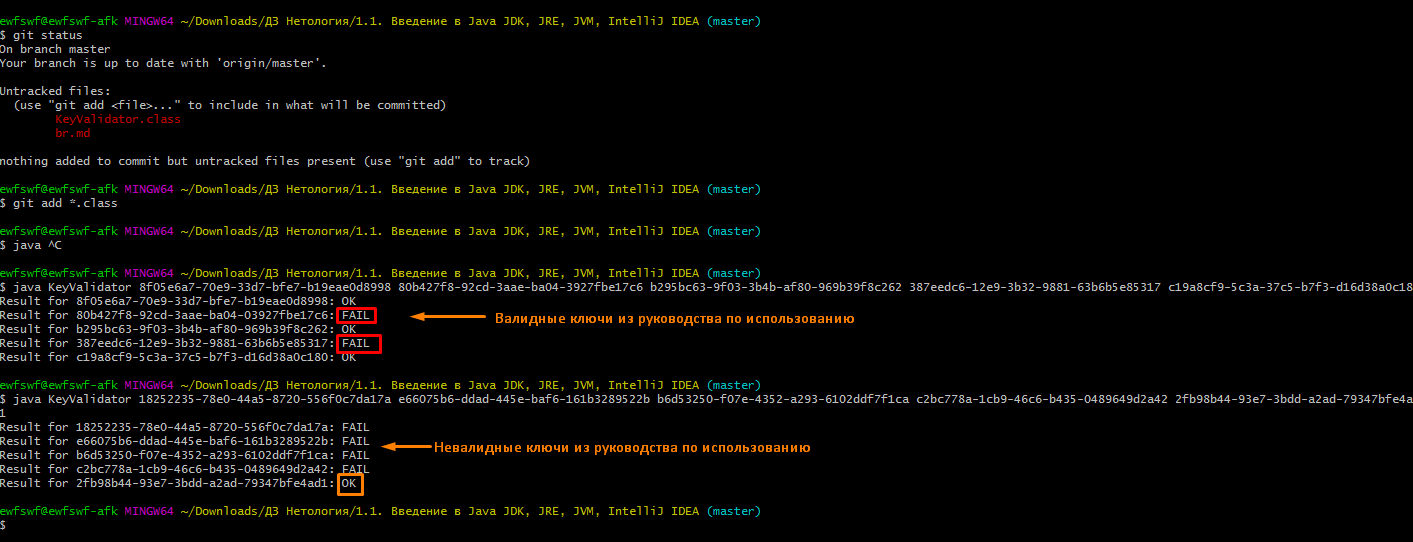 ewfswf@ewfswf-afk MINGW64 ~/Downloads/ДЗ Нетология/1.1. Введение в Java JDK, JRE, JVM, IntelliJ IDEA (master)
$ git status
On branch master
Your branch is up to date with 'origin/master'.
Untracked files:
(use "git add <file>..." to include in what will be committed)
KeyValidator.class
br.md
nothing added to commit but untracked files present (use "git add" to track)
ewfswf@ewfswf-afk MINGW64 ~/Downloads/ДЗ Нетология/1.1. Введение в Java JDK, JRE, JVM, IntelliJ IDEA (master)
$ git add *.class
ewfswf@ewfswf-afk MINGW64 ~/Downloads/ДЗ Нетология/1.1. Введение в Java JDK, JRE, JVM, IntelliJ IDEA (master)
$ java ^C
ewfswf@ewfswf-afk MINGW64 ~/Downloads/ДЗ Нетология/1.1. Введение в Java JDK, JRE, JVM, IntelliJ IDEA (master)
$ java KeyValidator 8f05e6a7-70e9-33d7-bfe7-b19eae0d8998 80b427f8-92cd-3aae-ba04-3927fbe17c6 b295bc63-9f03-3b4b-af80-969b39f8c262 387eedc6-12e9-3b32-9881-63b6b5e85317 c19a8cf9-5c3a-37c5-b7f3-d16d38a0c18
Result for 8f05e6a7-70e9-33d7-bfe7-b19eae0d8998: OK
Result for 80b427f8-92cd-3aae-ba04-03927fbe17c6: FAIL
Валидные ключи из руководства по использованию
Result for b295bc63-9f03-3b4b-af80-969b39f8c262: OK
Result for 387eedc6-12e9-3b32-9881-63b6b5e85317: FAIL
Result for c19a8cf9-5c3a-37c5-b7f3-d16d38a0c180: OK
ewfswf@ewfswf-afk MINGW64 ~/Downloads/ДЗ Нетология/1.1. Введение в Java JDK, JRE, JVM, IntelliJ IDEA (master)
$ java KeyValidator 18252235-78e0-44a5-8720-556f0c7da17a e66075b6-ddad-445e-baf6-161b3289522b b6d53250-f07e-4352-a293-6102ddf7f1ca c2bc778a-1cb9-46c6-b435-0489649d2a42 2fb98b44-93e7-3bdd-a2ad-79347bfe4a
1
Result for 18252235-78e0-44a5-8720-556f0c7da17a: FAIL
Result for e66075b6-ddad-445e-baf6-161b3289522b: FAIL
Невалидные ключи из руководства по использованию
Result for b6d53250-f07e-4352-a293-6102ddf7f1ca: FAIL
Result for c2bc778a-1cb9-46c6-b435-0489649d2a42: FAIL
Result for 2fb98b44-93e7-3bdd-a2ad-79347bfe4ad1: OK
ewfswf@ewfswf-afk MINGW64 ~/Downloads/ДЗ Нетология/1.1. Введение в Java JDK, JRE, JVM, IntelliJ IDEA (master)
$